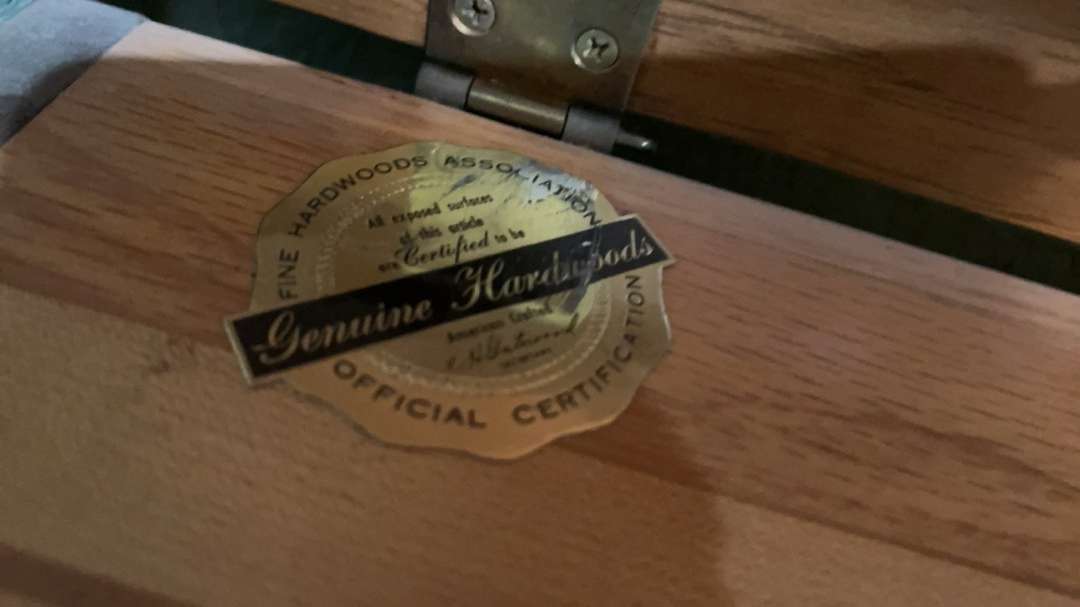 FINE HARDWOODS ASSOCIATION
All exposed surfaces
of this article
are Certified to be
Genuine Hardwoods
OFFICIAL CERTIFICATION